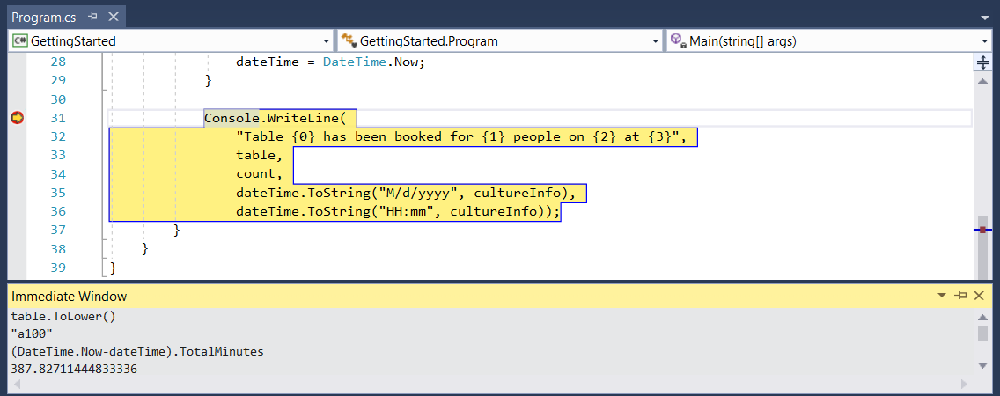 Program.cs
C# GettingStarted GettingStarted.Program Main(string[] args)
28 dateTime = DateTime.Now;
29 }
30
31 Console.WriteLine(
32 "Table {0} has been booked for {1} people on {2} at {3}",
33 table,
34 count,
35 dateTime.ToString("M/d/yyyy", cultureInfo),
36 dateTime.ToString("HH:mm", cultureInfo));
37 }
38 }
39 }
Immediate Window
table.ToLower()
"a100"
(DateTime.Now-dateTime).TotalMinutes
387.82711444833336